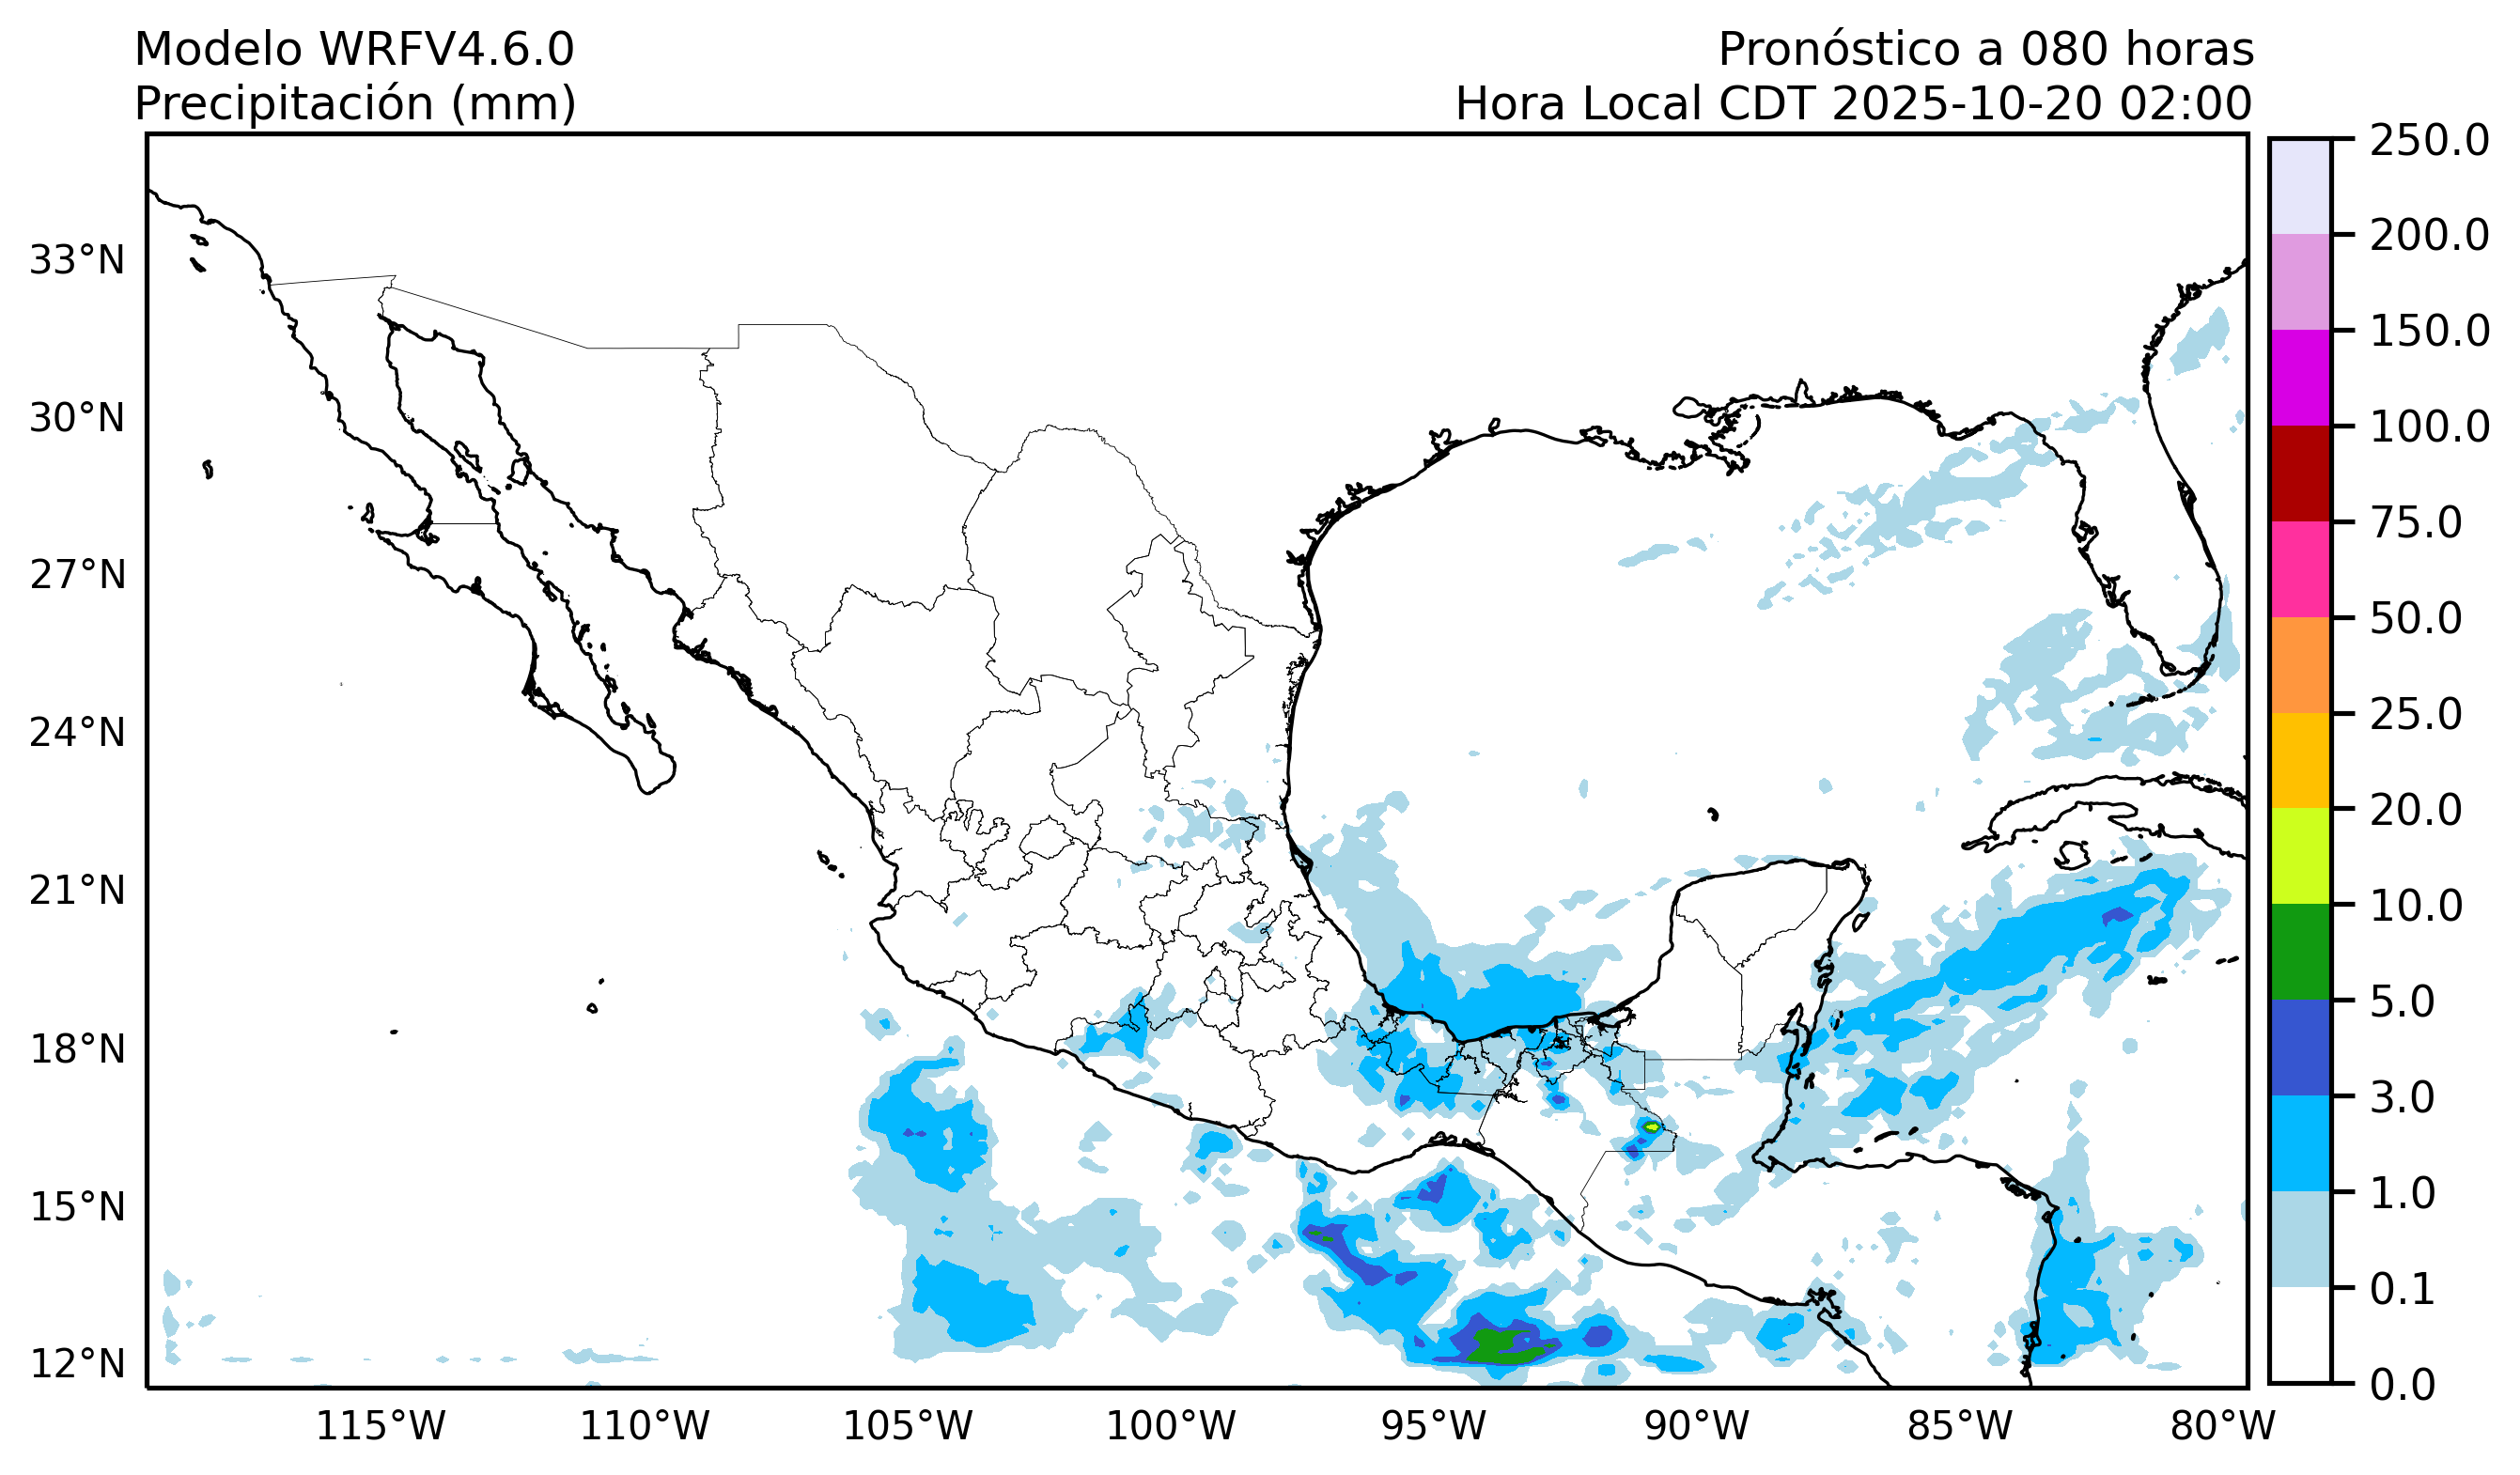 Modelo WRFV4.6.0
Precipitación (mm)
Pronóstico a 080 horas
Hora Local CDT 2025-10-20 02:00
33°N
30°N
27°N
24°N
21°N
18°N
15°N
12°N
115°W
110°W
105°W
100°W
95°W
90°W
85°W
80°W
250.0
200.0
150.0
100.0
75.0
50.0
25.0
20.0
10.0
5.0
3.0
1.0
0.1
0.0